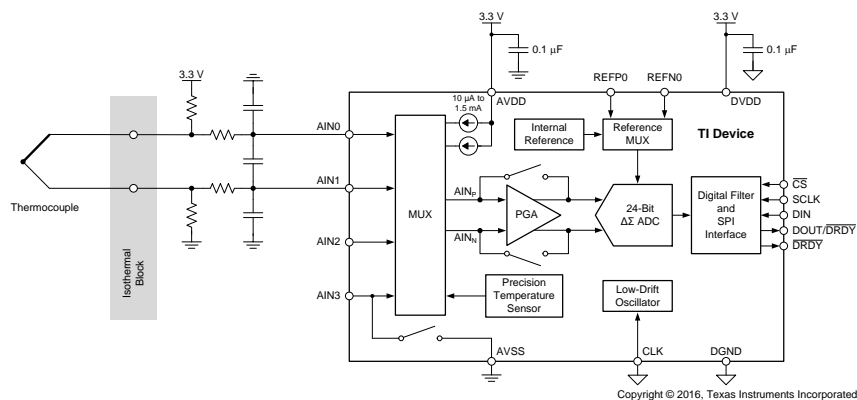 3.3 V
3.3 V
0.1 μF
0.1 μF
3.3 V
AVDD
REFP0
REFN0
DVDD
10 μA to
1.5 mA
TI Device
Internal
Reference
Reference
MUX
AIN0
AIN1
AIN2
AIN3
MUX
AINP
AINN
PGA
24-Bit
ΔΣ ADC
Digital Filter
and
SPI
Interface
CS
SCLK
DIN
DOUT/DRDY
DRDY
Thermocouple
Isothermal
Block
Precision
Temperature
Sensor
Low-Drift
Oscillator
AVSS
CLK
DGND
Copyright © 2016, Texas Instruments Incorporated